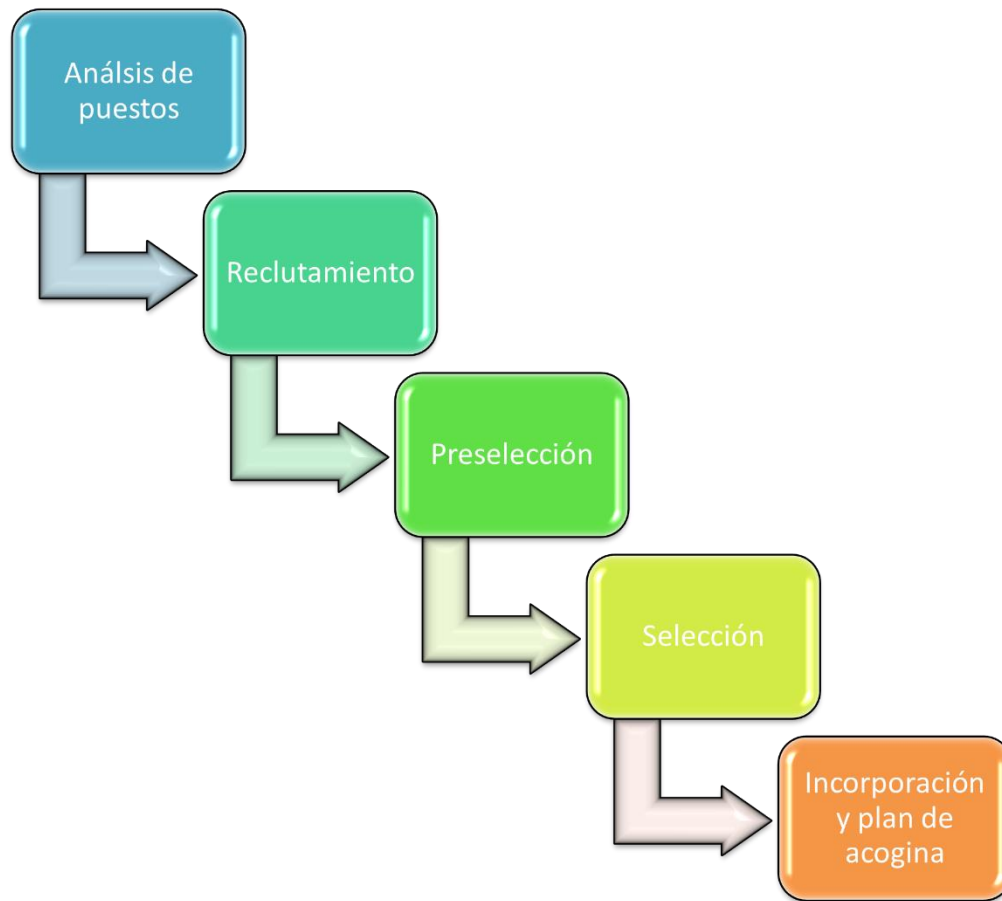 Análsis de
puestos
Reclutamiento
Preselección
Selección
Incorporación
y plan de
acogina